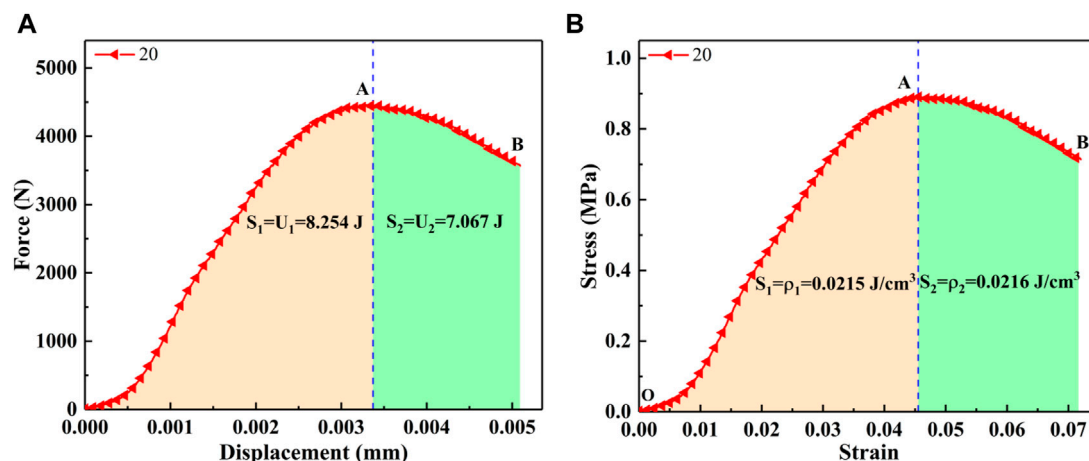 A
20
5000
4000
3000
2000
1000
0
Force (N)
A
B
S₁=U₁=8.254 J
S₂=U₂=7.067 J
0.000 0.001 0.002 0.003 0.004 0.005
Displacement (mm)
B
20
1.0
0.8
0.6
0.4
0.2
0.0
Stress (MPa)
A
B
O
S₁=ρ₁=0.0215 J/cm³
S₂=ρ₂=0.0216 J/cm³
0.00 0.01 0.02 0.03 0.04 0.05 0.06 0.07
Strain